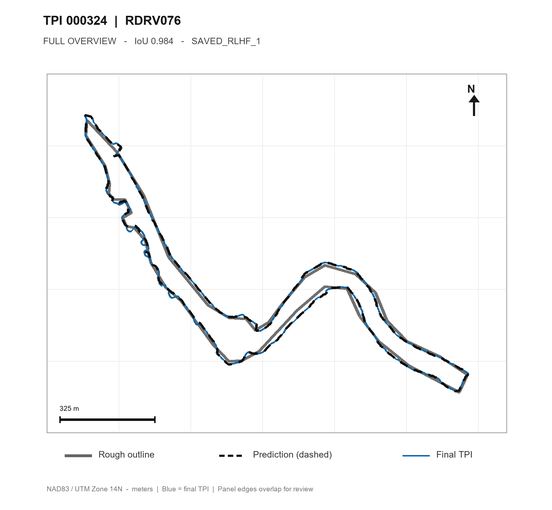 TPI 000324 | RDRV076
FULL OVERVIEW - IoU 0.984 - SAVED_RLHF_1
N
325 m
Rough outline
Prediction (dashed)
Final TPI
NAD83 / UTM Zone 14N - meters | Blue = final TPI | Panel edges overlap for review